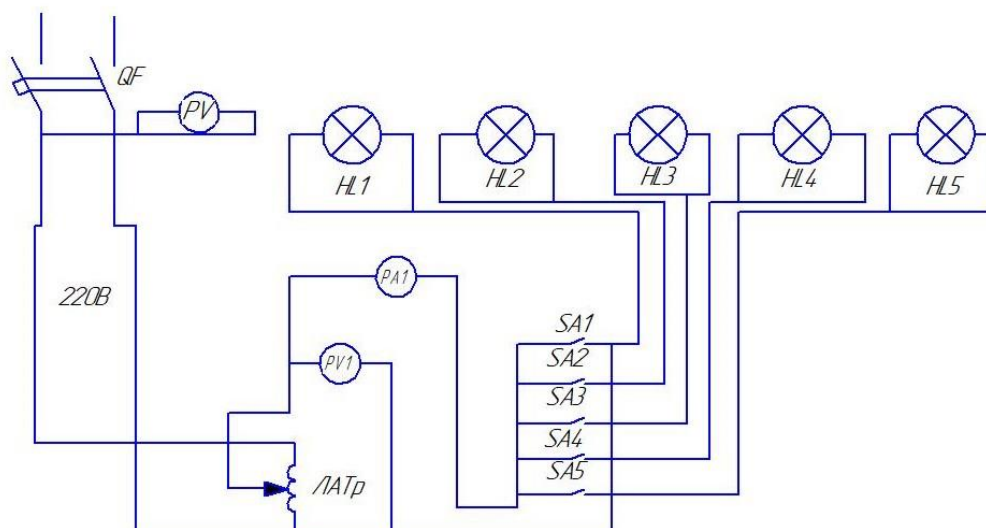 QF
PV
HL1
HL2
HL3
HL4
HL5
220В
PA1
PV1
SA1
SA2
SA3
SA4
SA5
ЛАТр